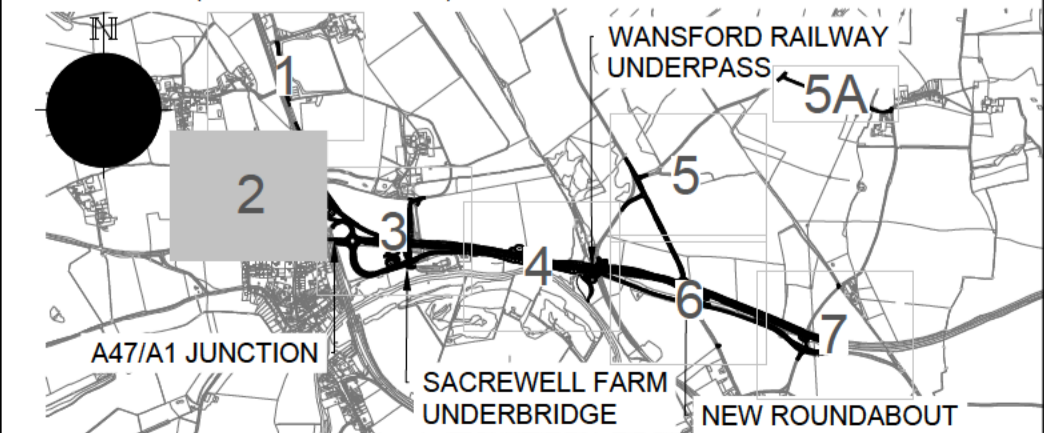 N
WANSFORD RAILWAY
UNDERPASS
1
5A
2
5
3
4
6
7
A47/A1 JUNCTION
SACREWELL FARM
UNDERBRIDGE
NEW ROUNDABOUT